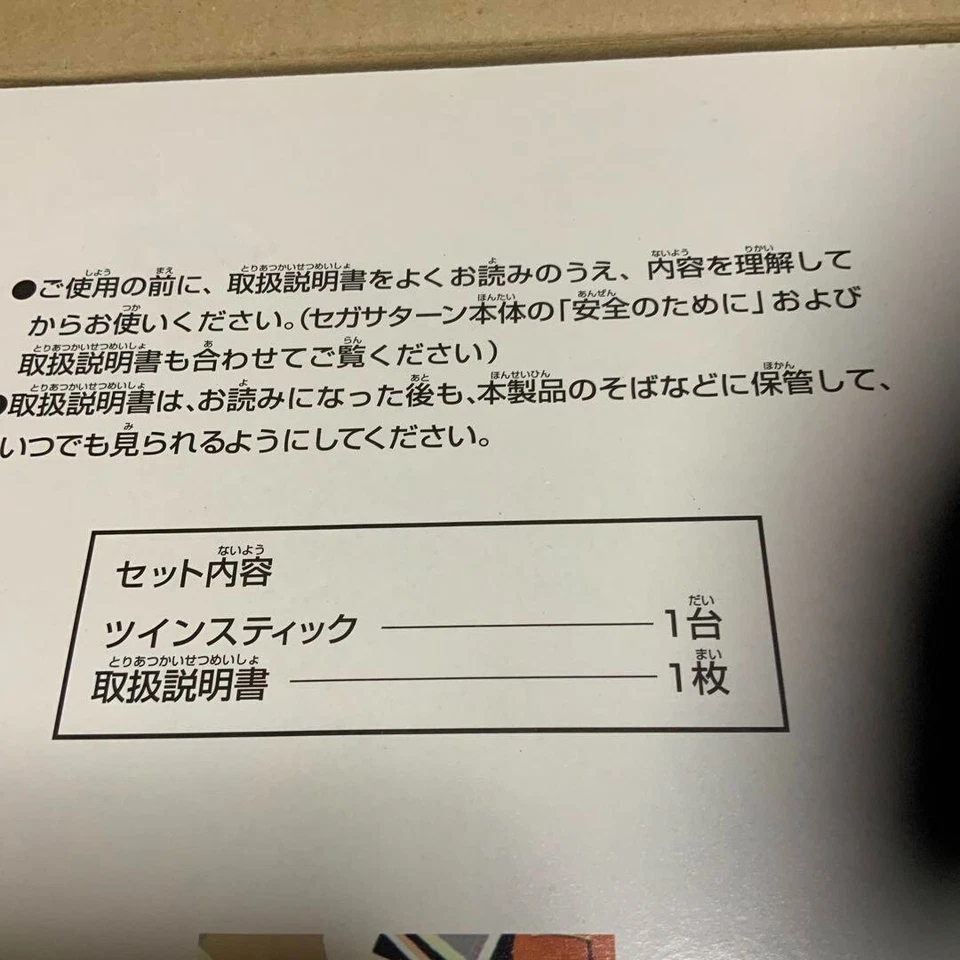 ●ご使用の前に、取扱説明書をよくお読みのうえ、内容を理解して
からお使いください。(セガサターン本体の「安全のために」および
取扱説明書も合わせてご覧ください)
●取扱説明書は、お読みになった後も、本製品のそばなどに保管して、
いつでも見られるようにしてください。
セット内容
ツインスティック ———— 1台
取扱説明書 ———— 1枚